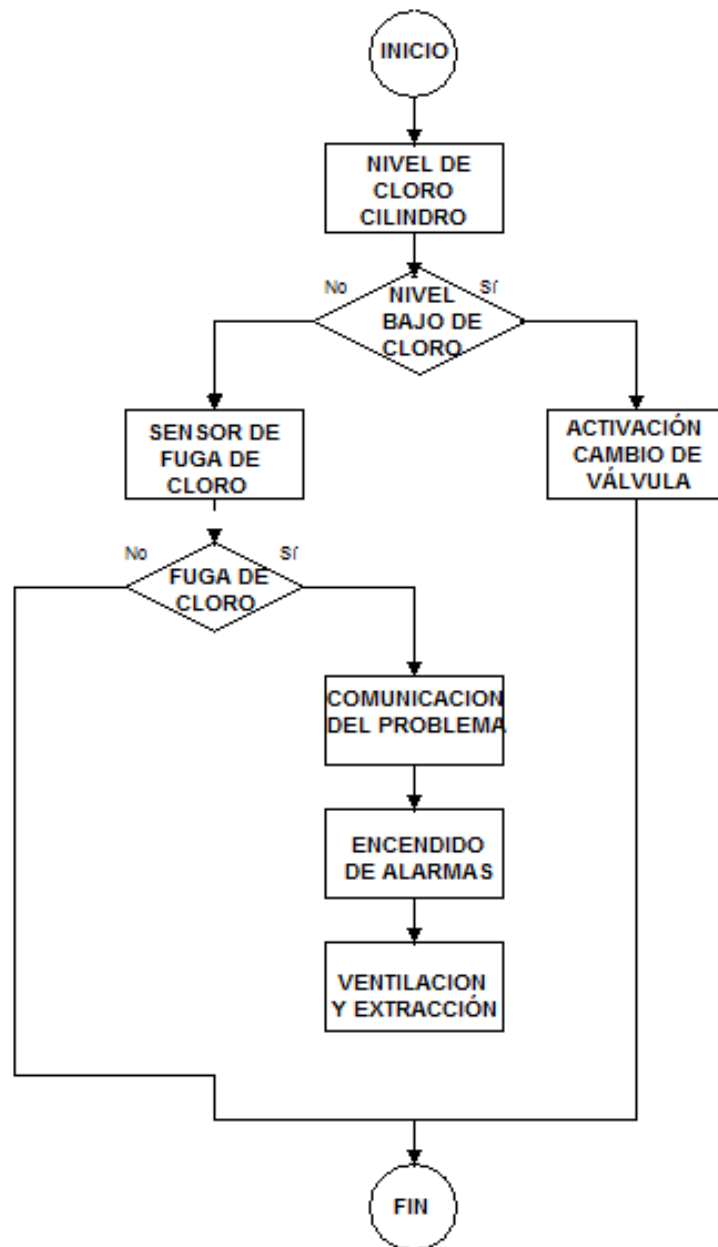 INICIO
NIVEL DE
CLORO
CILINDRO
No
Sí
NIVEL
BAJO DE
CLORO
SENSOR DE
FUGA DE
CLORO
ACTIVACIÓN
CAMBIO DE
VÁLVULA
No
Sí
FUGA DE
CLORO
COMUNICACION
DEL PROBLEMA
ENCENDIDO
DE ALARMAS
VENTILACION
Y EXTRACCIÓN
FIN